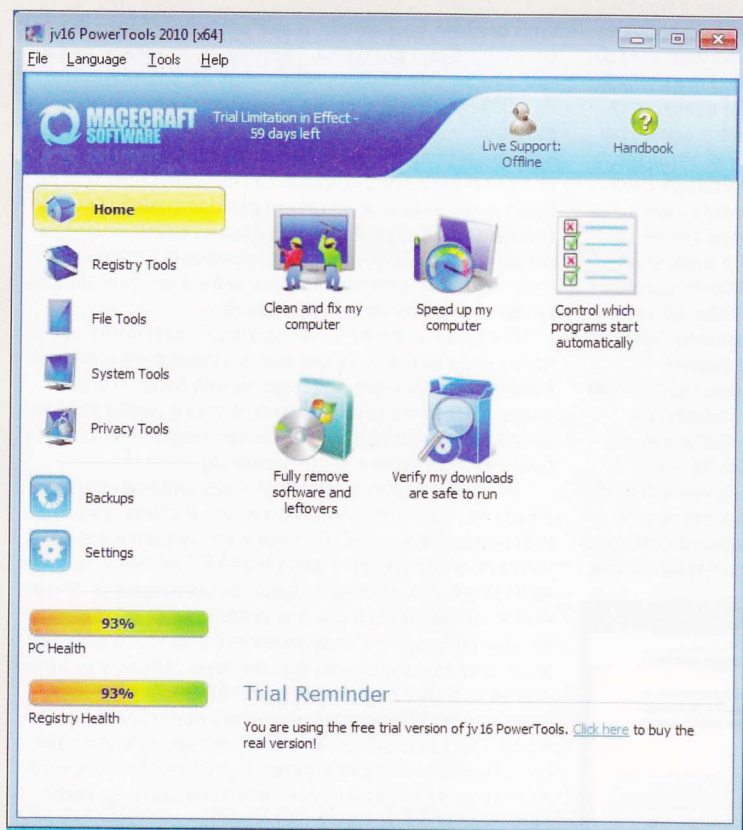 jv16 PowerTools 2010 [x64]
File Language Tools Help
MACECRAFT
SOFTWARE
Trial Limitation in Effect -
59 days left
Live Support:
Offline
Handbook
Home
Registry Tools
File Tools
System Tools
Privacy Tools
Backups
Settings
Clean and fix my
computer
Speed up my
computer
Control which
programs start
automatically
Fully remove
software and
leftovers
Verify my downloads
are safe to run
93%
PC Health
93%
Registry Health
Trial Reminder
You are using the free trial version of jv16 PowerTools. Click here to buy the
real version!